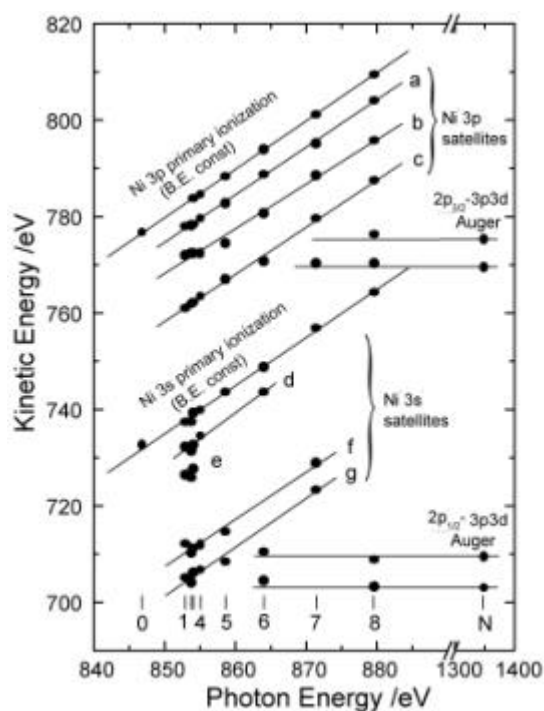 820
800
780
760
740
720
700
Kinetic Energy /eV
Ni 3p primary ionization
(B.E. const)
a
b
c
Ni 3p
satellites
2p3/2-3p3d
Auger
Ni 3s primary ionization
(B.E. const)
d
e
f
g
Ni 3s
satellites
2p1/2- 3p3d
Auger
0 1 4 5 6 7 8 N
840 850 860 870 880 1300 1400
Photon Energy /eV